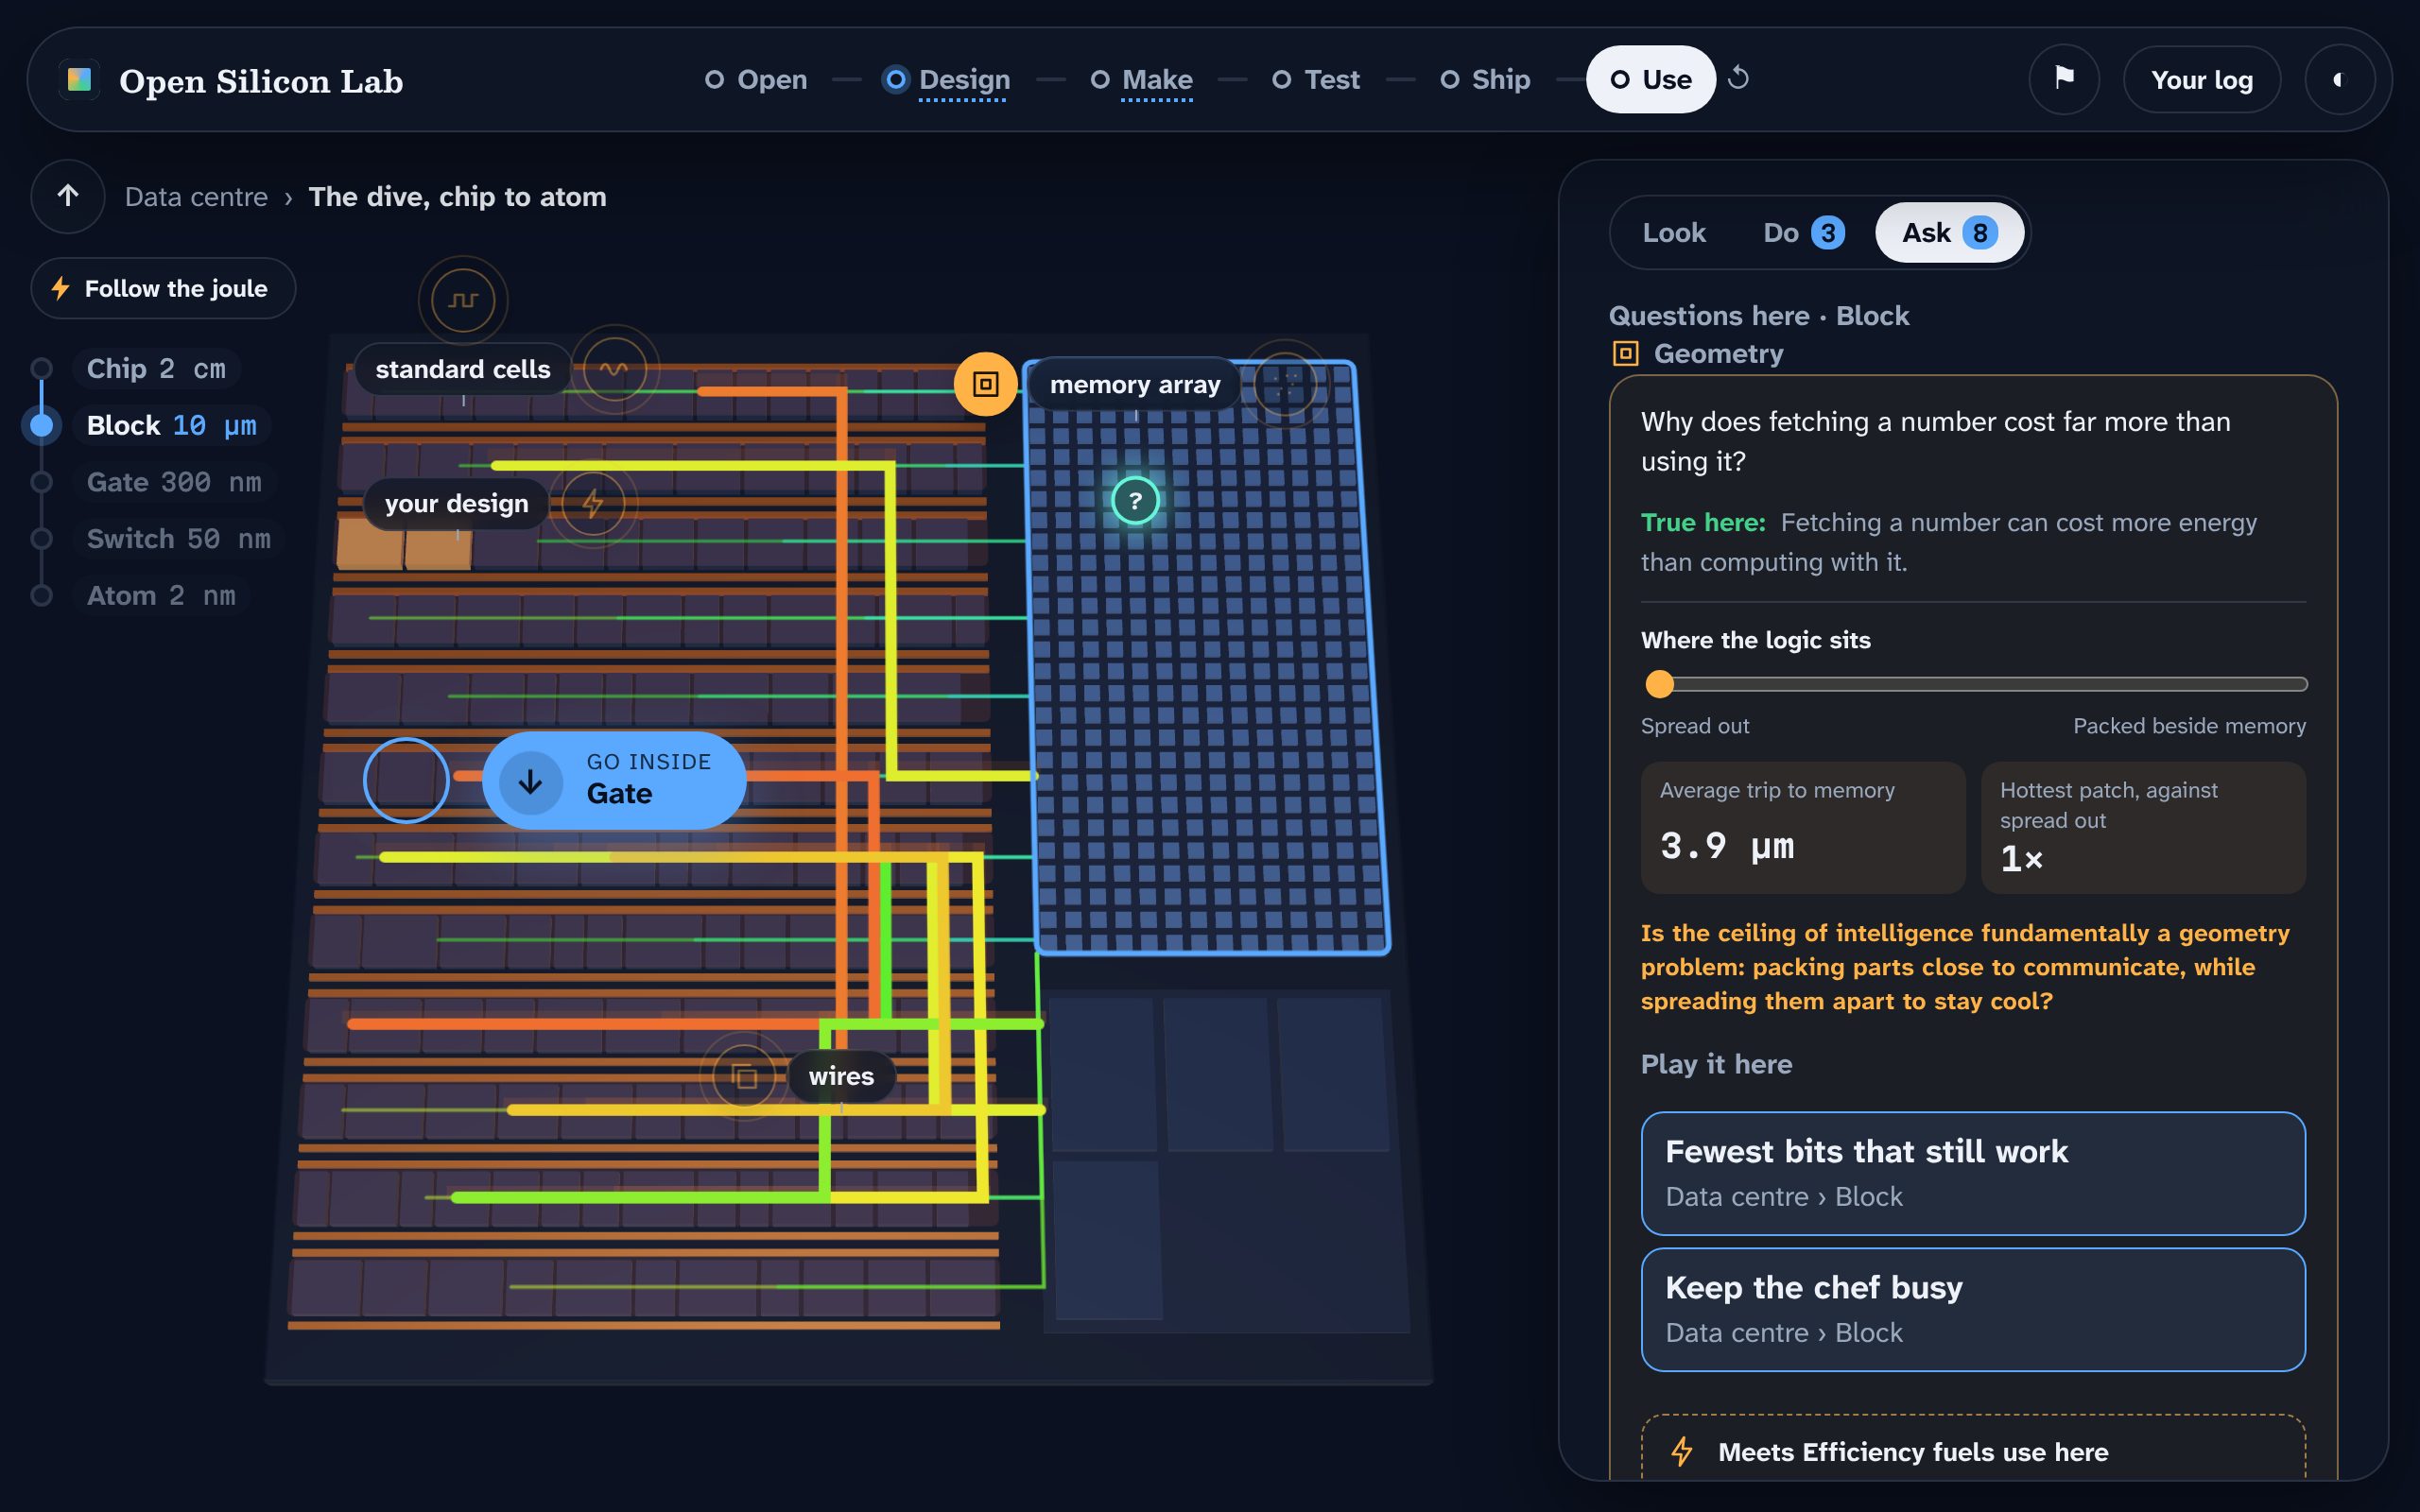 Open Silicon Lab
Open
Design
Make
Test
Ship
Use
Your log
Data centre › The dive, chip to atom
Follow the joule
Chip 2 cm
Block 10 µm
Gate 300 nm
Switch 50 nm
Atom 2 nm
standard cells
memory array
your design
?
GO INSIDE
Gate
wires
Look
Do 3
Ask 8
Questions here · Block
Geometry
Why does fetching a number cost far more than
using it?
True here: Fetching a number can cost more energy
than computing with it.
Where the logic sits
Spread out
Packed beside memory
Average trip to memory
3.9 µm
Hottest patch, against
spread out
1×
Is the ceiling of intelligence fundamentally a geometry
problem: packing parts close to communicate, while
spreading them apart to stay cool?
Play it here
Fewest bits that still work
Data centre › Block
Keep the chef busy
Data centre › Block
Meets Efficiency fuels use here